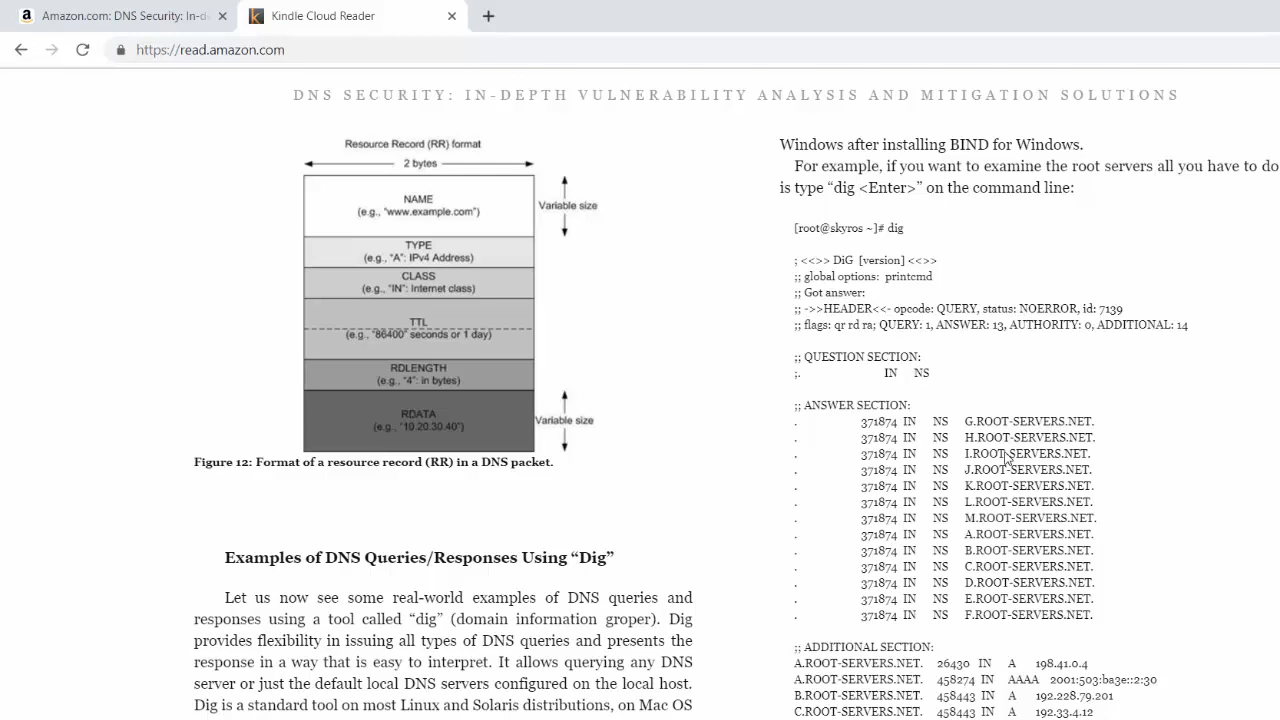 Amazon.com: DNS Security: In-d
Kindle Cloud Reader
https://read.amazon.com
DNS SECURITY: IN-DEPTH VULNERABILITY ANALYSIS AND MITIGATION SOLUTIONS
Resource Record (RR) format
2 bytes
NAME
(e.g., "www.example.com")
Variable size
TYPE
(e.g., "A": IPv4 Address)
CLASS
(e.g., "IN": Internet class)
TTL
(e.g., "86400" seconds or 1 day)
RDLENGTH
(e.g., "4": in bytes)
RDATA
(e.g., "10.20.30.40")
Variable size
Figure 12: Format of a resource record (RR) in a DNS packet.
Examples of DNS Queries/Responses Using “Dig”
Let us now see some real-world examples of DNS queries and
responses using a tool called “dig” (domain information groper). Dig
provides flexibility in issuing all types of DNS queries and presents the
response in a way that is easy to interpret. It allows querying any DNS
server or just the default local DNS servers configured on the local host.
Dig is a standard tool on most Linux and Solaris distributions, on Mac OS
Windows after installing BIND for Windows.
For example, if you want to examine the root servers all you have to do
is type “dig <Enter>” on the command line:
[root@skyros ~]# dig
; <<>> DiG [version] <<>>
;; global options: printcmd
;; Got answer:
;; ->>HEADER<<- opcode: QUERY, status: NOERROR, id: 7139
;; flags: qr rd ra; QUERY: 1, ANSWER: 13, AUTHORITY: 0, ADDITIONAL: 14
;; QUESTION SECTION:
;. IN NS
;; ANSWER SECTION:
. 371874 IN NS G.ROOT-SERVERS.NET.
. 371874 IN NS H.ROOT-SERVERS.NET.
. 371874 IN NS I.ROOT-SERVERS.NET.
. 371874 IN NS J.ROOT-SERVERS.NET.
. 371874 IN NS K.ROOT-SERVERS.NET.
. 371874 IN NS L.ROOT-SERVERS.NET.
. 371874 IN NS M.ROOT-SERVERS.NET.
. 371874 IN NS A.ROOT-SERVERS.NET.
. 371874 IN NS B.ROOT-SERVERS.NET.
. 371874 IN NS C.ROOT-SERVERS.NET.
. 371874 IN NS D.ROOT-SERVERS.NET.
. 371874 IN NS E.ROOT-SERVERS.NET.
. 371874 IN NS F.ROOT-SERVERS.NET.
;; ADDITIONAL SECTION:
A.ROOT-SERVERS.NET. 26430 IN A 198.41.0.4
A.ROOT-SERVERS.NET. 458274 IN AAAA 2001:503:ba3e::2:30
B.ROOT-SERVERS.NET. 458443 IN A 192.228.79.201
C.ROOT-SERVERS.NET. 458443 IN A 192.33.4.12